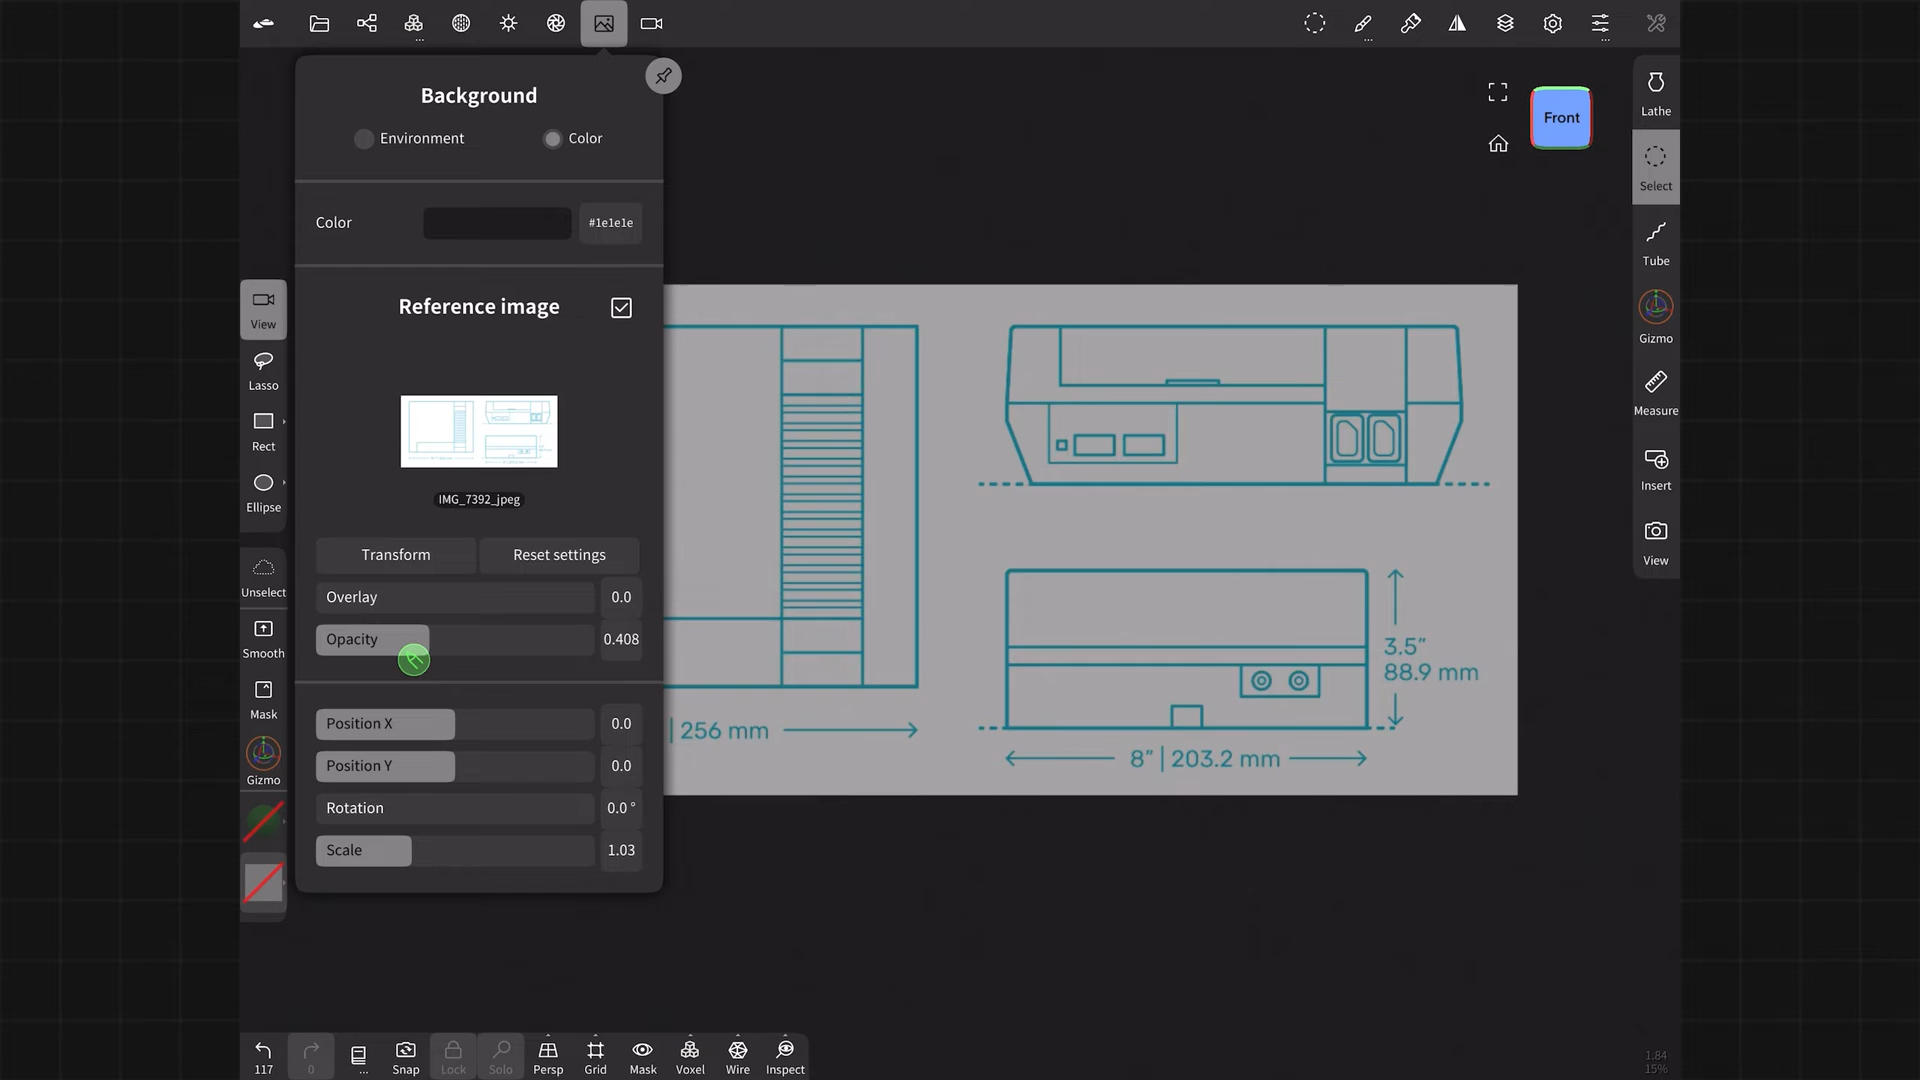 Background
Environment
Color
Color
#1e1e1e
Reference image
IMG_7392_jpeg
Transform
Reset settings
Overlay
0.0
Opacity
0.408
Position X
0.0
Position Y
0.0
Rotation
0.0 °
Scale
1.03
View
Lasso
Rect
Ellipse
Unselect
Smooth
Mask
Gizmo
| 256 mm
3.5"
88.9 mm
8" | 203.2 mm
Front
Lathe
Select
Tube
Gizmo
Measure
Insert
View
117
0
...
Snap
Lock
Solo
Persp
Grid
Mask
Voxel
Wire
Inspect
1.84
15%